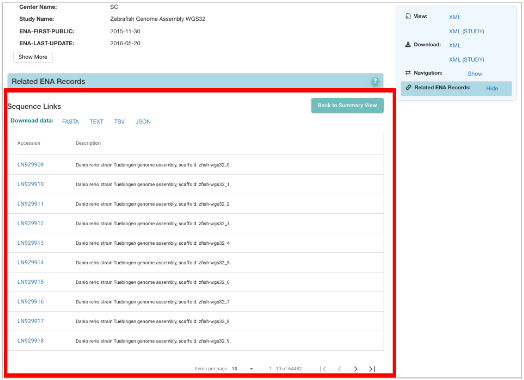 Center Name: SC
Study Name: Zebrafish Genome Assembly WGS32
ENA-FIRST-PUBLIC: 2015-11-30
ENA-LAST-UPDATE: 2016-05-20
Show More
View: XML
XML (STUDY)
Download: XML
XML (STUDY)
Navigation: Show
Related ENA Records: Hide
Related ENA Records ?
Sequence Links
Back to Summary View
Download data: FASTA TEXT TSV JSON
Accession Description
LN929909 Danio rerio strain Tuebingen genome assembly, scaffold: zfish-wgs32_0
LN929910 Danio rerio strain Tuebingen genome assembly, scaffold: zfish-wgs32_1
LN929911 Danio rerio strain Tuebingen genome assembly, scaffold: zfish-wgs32_2
LN929912 Danio rerio strain Tuebingen genome assembly, scaffold: zfish-wgs32_3
LN929913 Danio rerio strain Tuebingen genome assembly, scaffold: zfish-wgs32_4
LN929914 Danio rerio strain Tuebingen genome assembly, scaffold: zfish-wgs32_5
LN929915 Danio rerio strain Tuebingen genome assembly, scaffold: zfish-wgs32_6
LN929916 Danio rerio strain Tuebingen genome assembly, scaffold: zfish-wgs32_7
LN929917 Danio rerio strain Tuebingen genome assembly, scaffold: zfish-wgs32_8
LN929918 Danio rerio strain Tuebingen genome assembly, scaffold: zfish-wgs32_9
Items per page: 10 1 - 10 of 64482